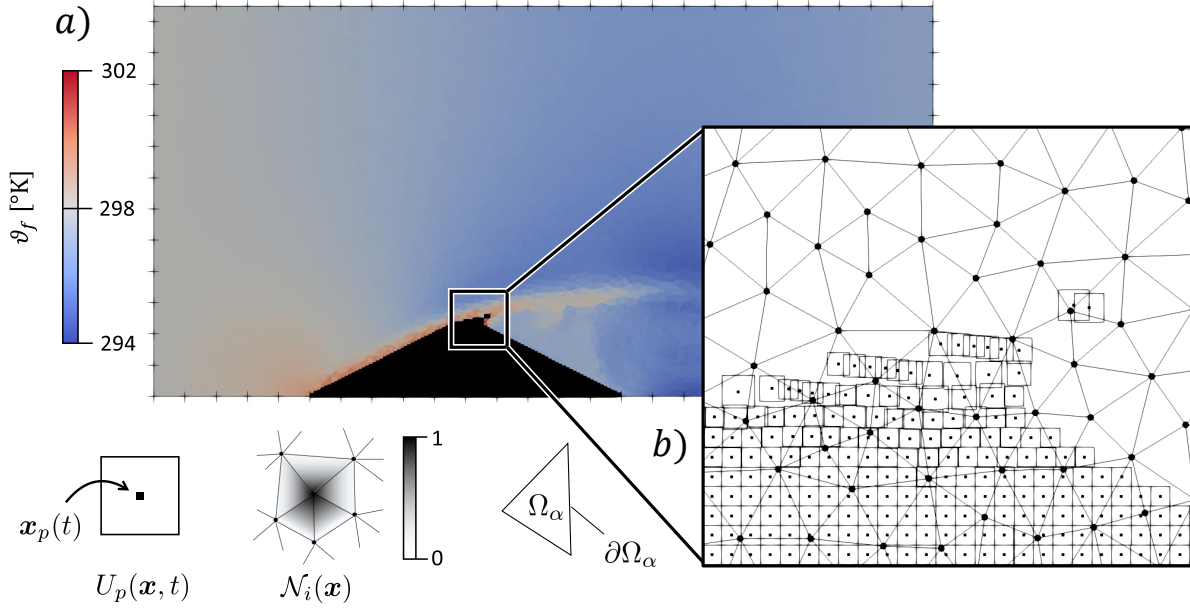 a)
302
298
294
ϑ_f [°K]
b)
1
0
x_p(t)
Ω_α
∂Ω_α
U_p(x, t)
𝒩_i(x)